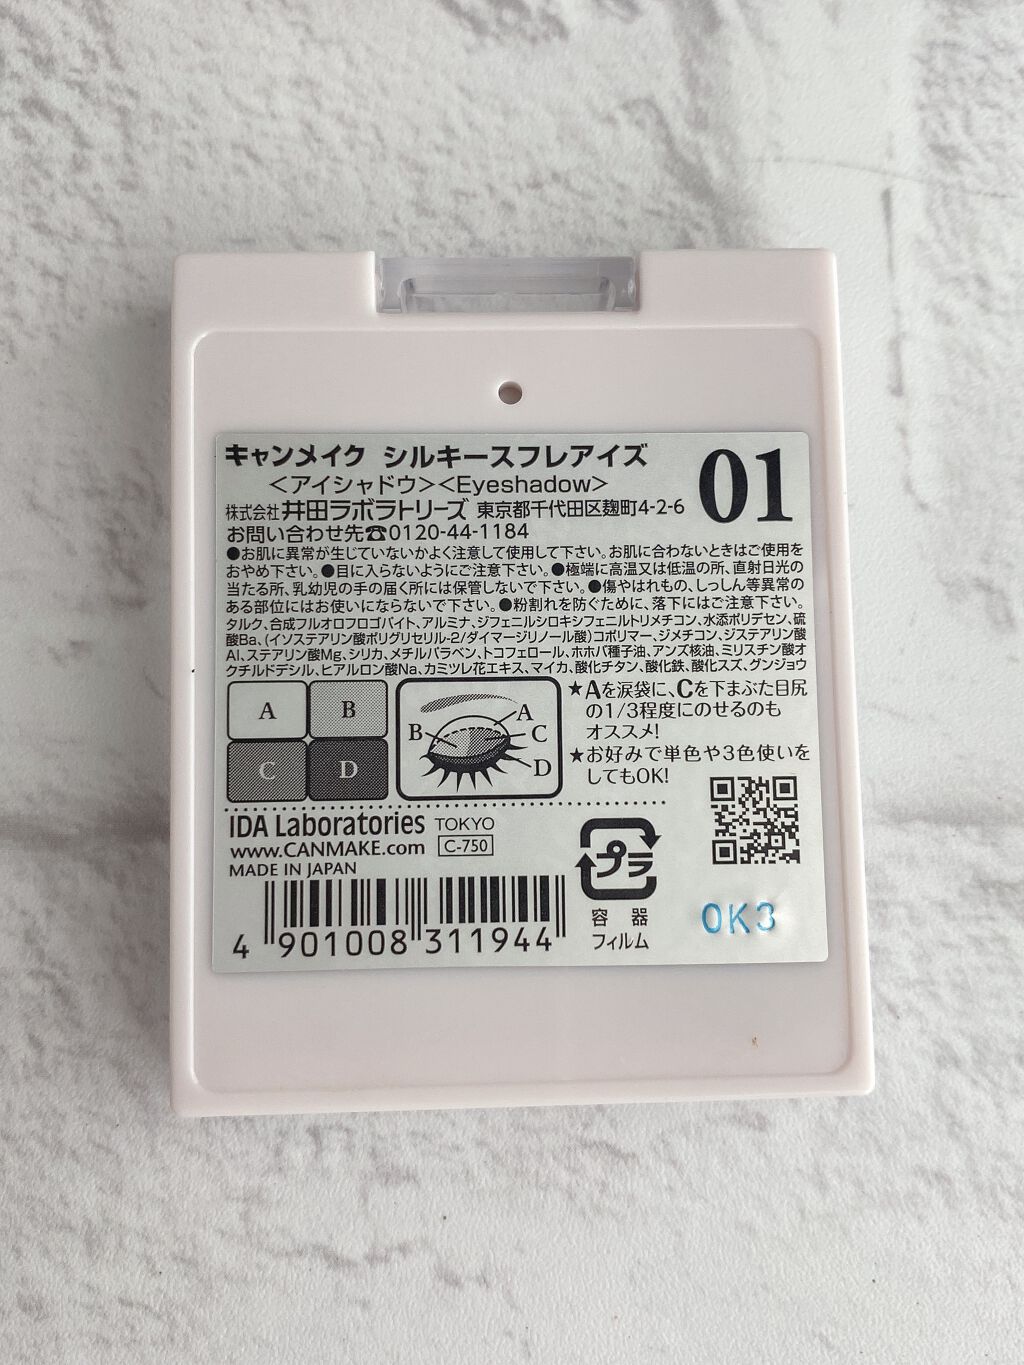 キャンメイク シルキースフレアイズ
<アイシャドウ><Eyeshadow>
01
株式会社 井田ラボラトリーズ 東京都千代田区麹町4-2-6
お問い合わせ先☎0120-44-1184
●お肌に異常が生じていないかよく注意して使用して下さい。お肌に合わないときはご使用を
おやめ下さい。●目に入らないようにご注意下さい。●極端に高温又は低温の所、直射日光の
当たる所、乳幼児の手の届く所には保管しないで下さい。●傷やはれもの、しっしん等異常の
ある部位にはお使いにならないで下さい。●粉割れを防ぐために、落下にはご注意下さい。
タルク、合成フルオロフロゴパイト、アルミナ、ジフェニルシロキシフェニルトリメチコン、水添ポリデセン、硫
酸Ba、(イソステアリン酸ポリグリセリル-2/ダイマージリノール酸)コポリマー、ジメチコン、ジステアリン酸
Al、ステアリン酸Mg、シリカ、メチルパラベン、トコフェロール、ホホバ種子油、アンズ核油、ミリスチン酸オ
クチルドデシル、ヒアルロン酸Na、カミツレ花エキス、マイカ、酸化チタン、酸化鉄、酸化スズ、グンジョウ
A B
C D
A
B C
D
★Aを涙袋に、Cを下まぶた目尻
の1/3程度にのせるのも
オススメ!
★お好みで単色や3色使いを
してもOK!
IDA Laboratories TOKYO
www.CANMAKE.com C-750
MADE IN JAPAN
4 901008 311944
プラ
容 器
フィルム
OK3